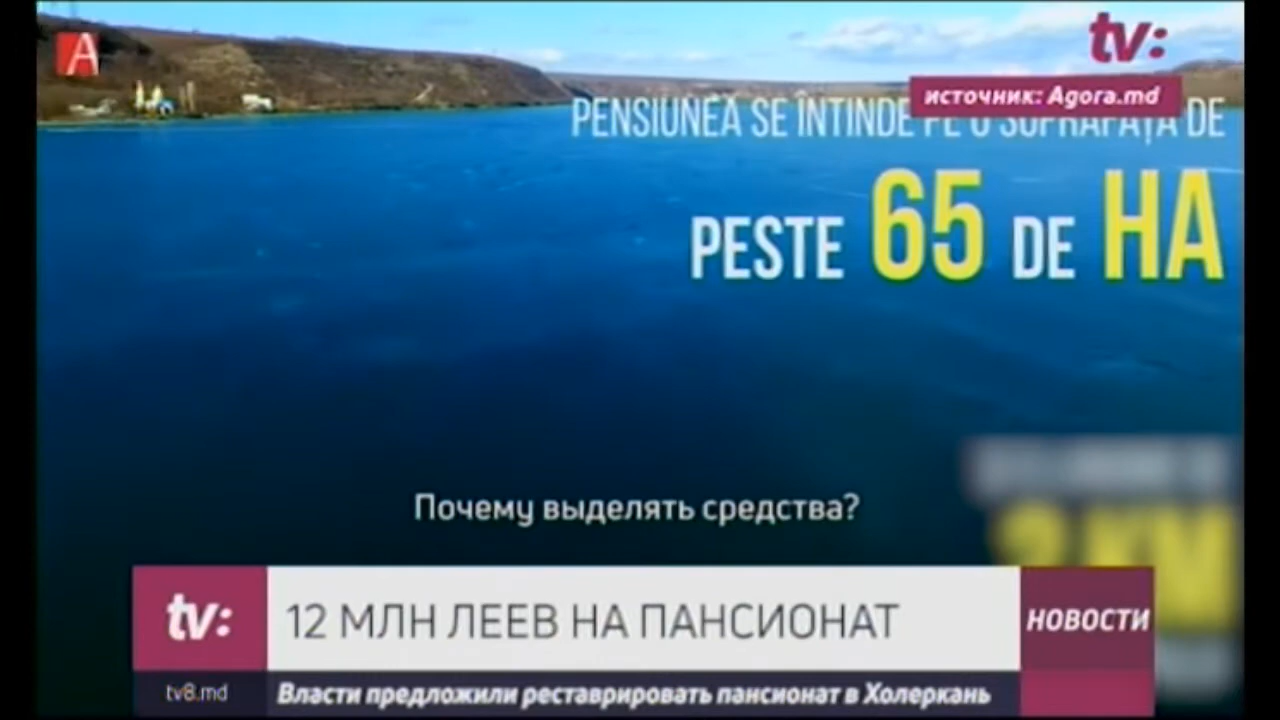 A
tv:
источник: Agora.md
PENSIUNEA SE ÎNTINDE PE O SUPRAFAȚA DE
PESTE 65 DE HA
Почему выделять средства?
tv: 12 МЛН ЛЕЕВ НА ПАНСИОНАТ НОВОСТИ
tv8.md Власти предложили реставрировать пансионат в Холеркань